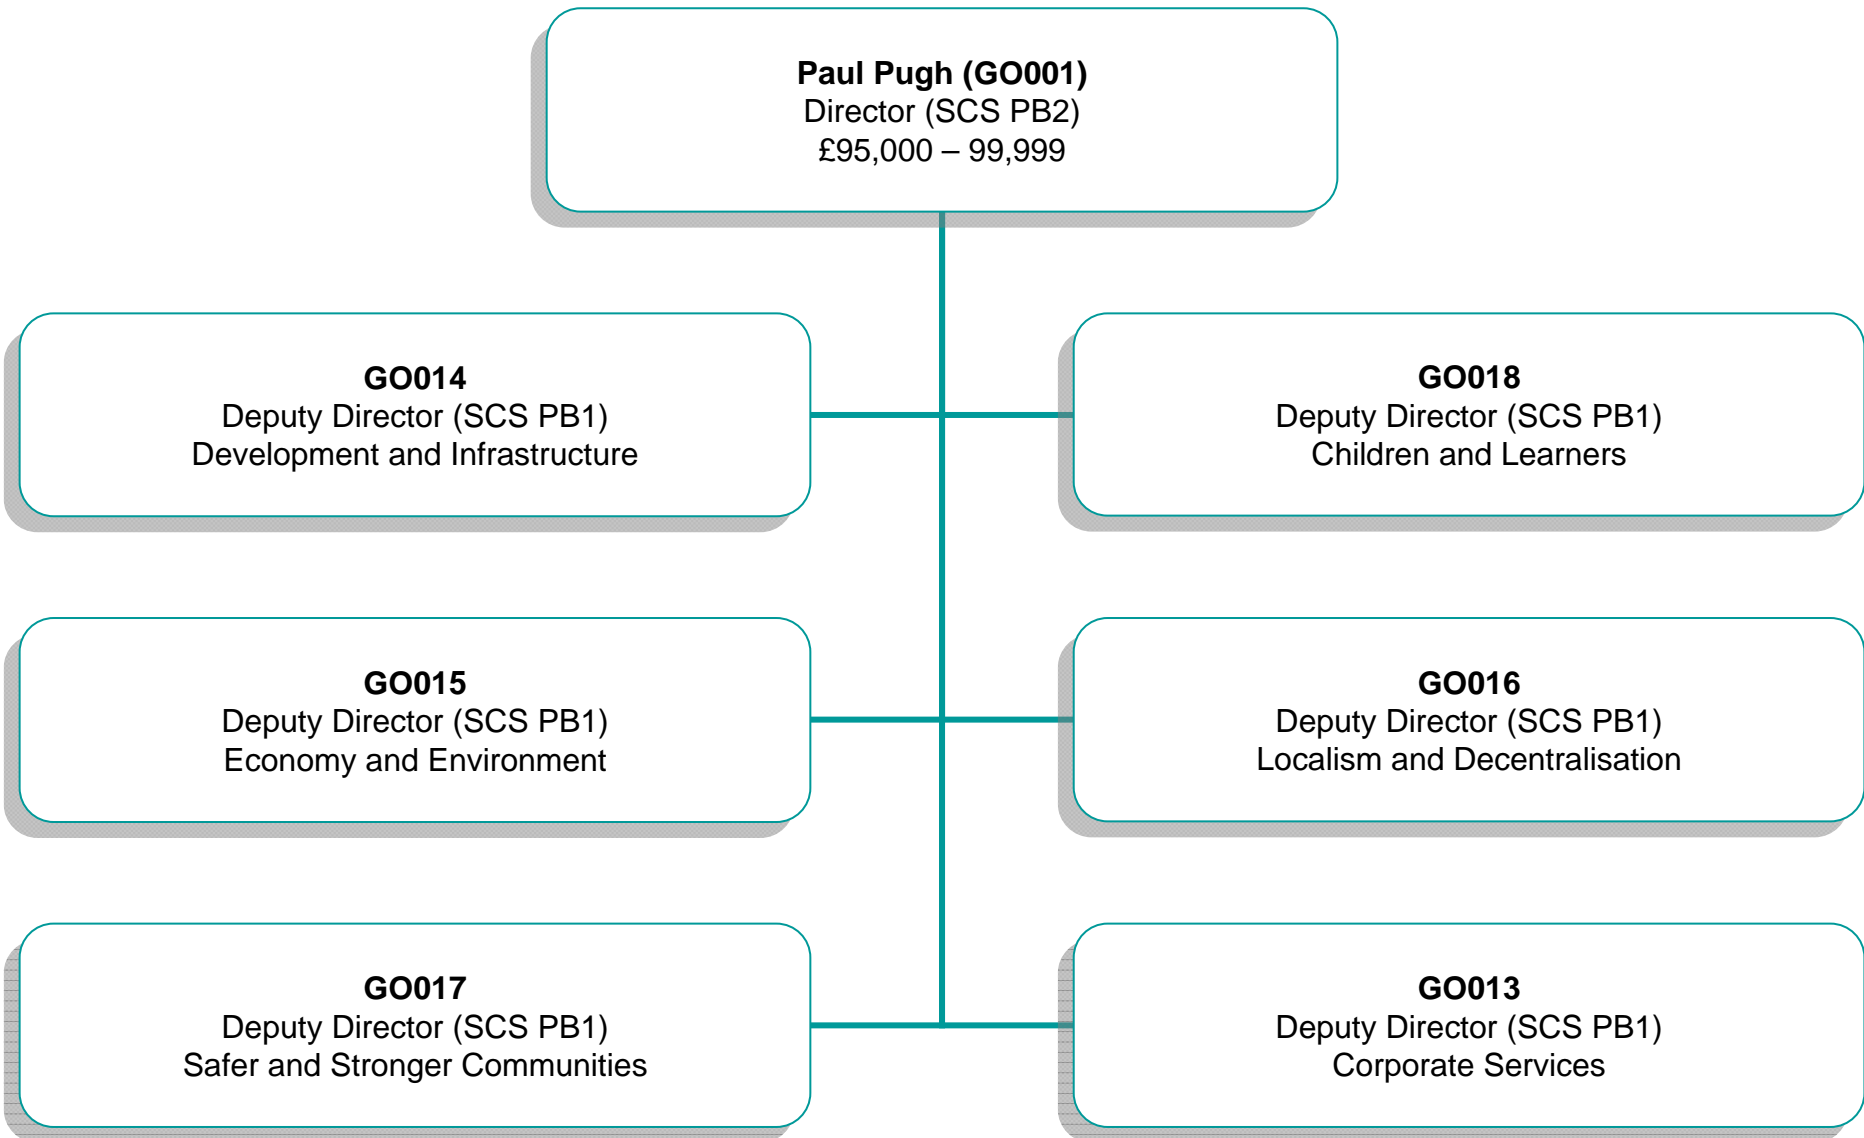 Paul Pugh (GO001)
Director (SCS PB2)
£95,000 – 99,999
GO014
Deputy Director (SCS PB1)
Development and Infrastructure
GO018
Deputy Director (SCS PB1)
Children and Learners
GO015
Deputy Director (SCS PB1)
Economy and Environment
GO016
Deputy Director (SCS PB1)
Localism and Decentralisation
GO017
Deputy Director (SCS PB1)
Safer and Stronger Communities
GO013
Deputy Director (SCS PB1)
Corporate Services